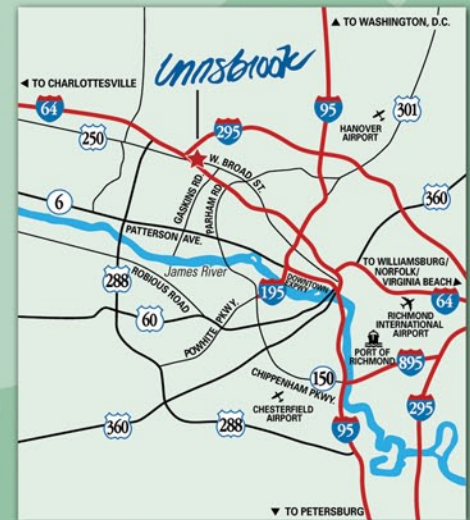 ▲ TO WASHINGTON, D.C.
Innsbrook
◄ TO CHARLOTTESVILLE
64
95
301
250
295
HANOVER
AIRPORT
W. BROAD ST.
GASKINS RD.
PARHAM RD.
360
6
PATTERSON AVE.
TO WILLIAMSBURG/
NORFOLK/
VIRGINIA BEACH►
James River
DOWNTOWN
EXPWY.
288
ROBIOUS ROAD
195
64
RICHMOND
INTERNATIONAL
AIRPORT
60
POWHITE PKWY.
PORT OF
RICHMOND
895
150
CHIPPENHAM PKWY.
CHESTERFIELD
AIRPORT
295
360
288
95
▼ TO PETERSBURG